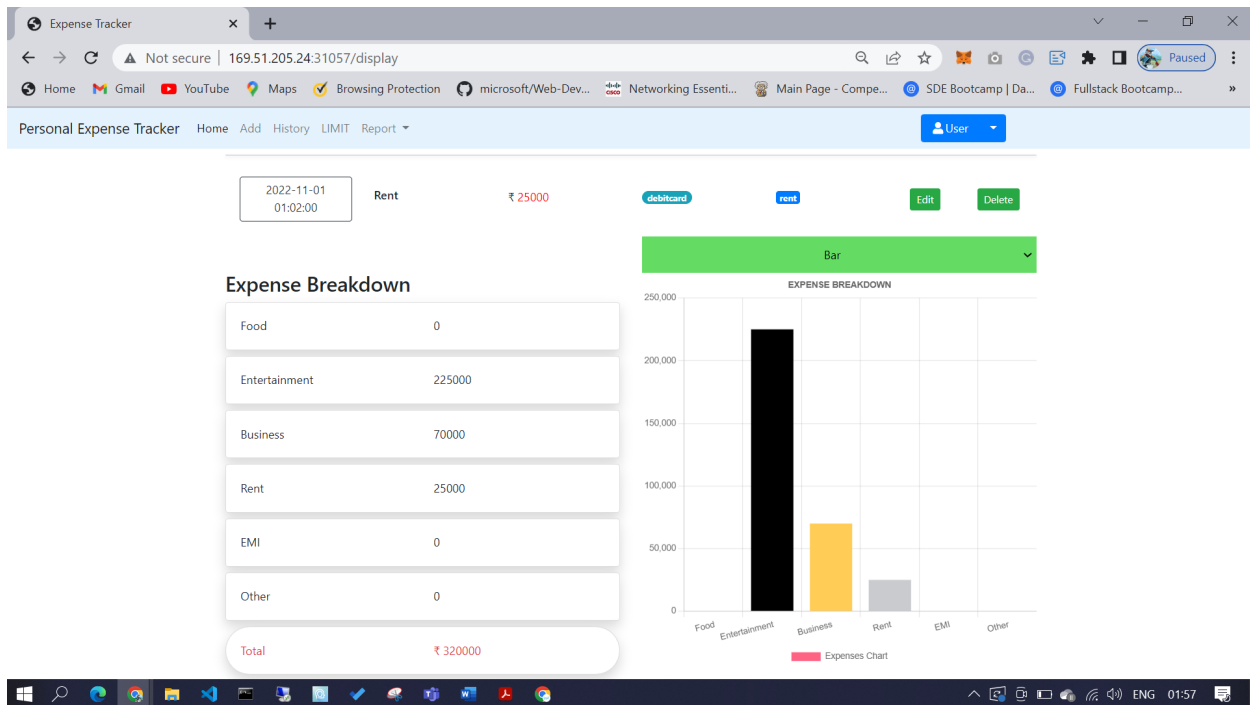 Expense Tracker
Not secure | 169.51.205.24:31057/display
Paused
Home Gmail YouTube Maps Browsing Protection microsoft/Web-Dev... Networking Essenti... Main Page - Compe... SDE Bootcamp | Da... Fullstack Bootcamp... »
Personal Expense Tracker Home Add History LIMIT Report User
2022-11-01
01:02:00
Rent ₹ 25000 debitcard rent Edit Delete
Bar
Expense Breakdown
Food 0
Entertainment 225000
Business 70000
Rent 25000
EMI 0
Other 0
Total ₹ 320000
EXPENSE BREAKDOWN
250,000
200,000
150,000
100,000
50,000
0
Food Entertainment Business Rent EMI Other
Expenses Chart
ENG 01:57